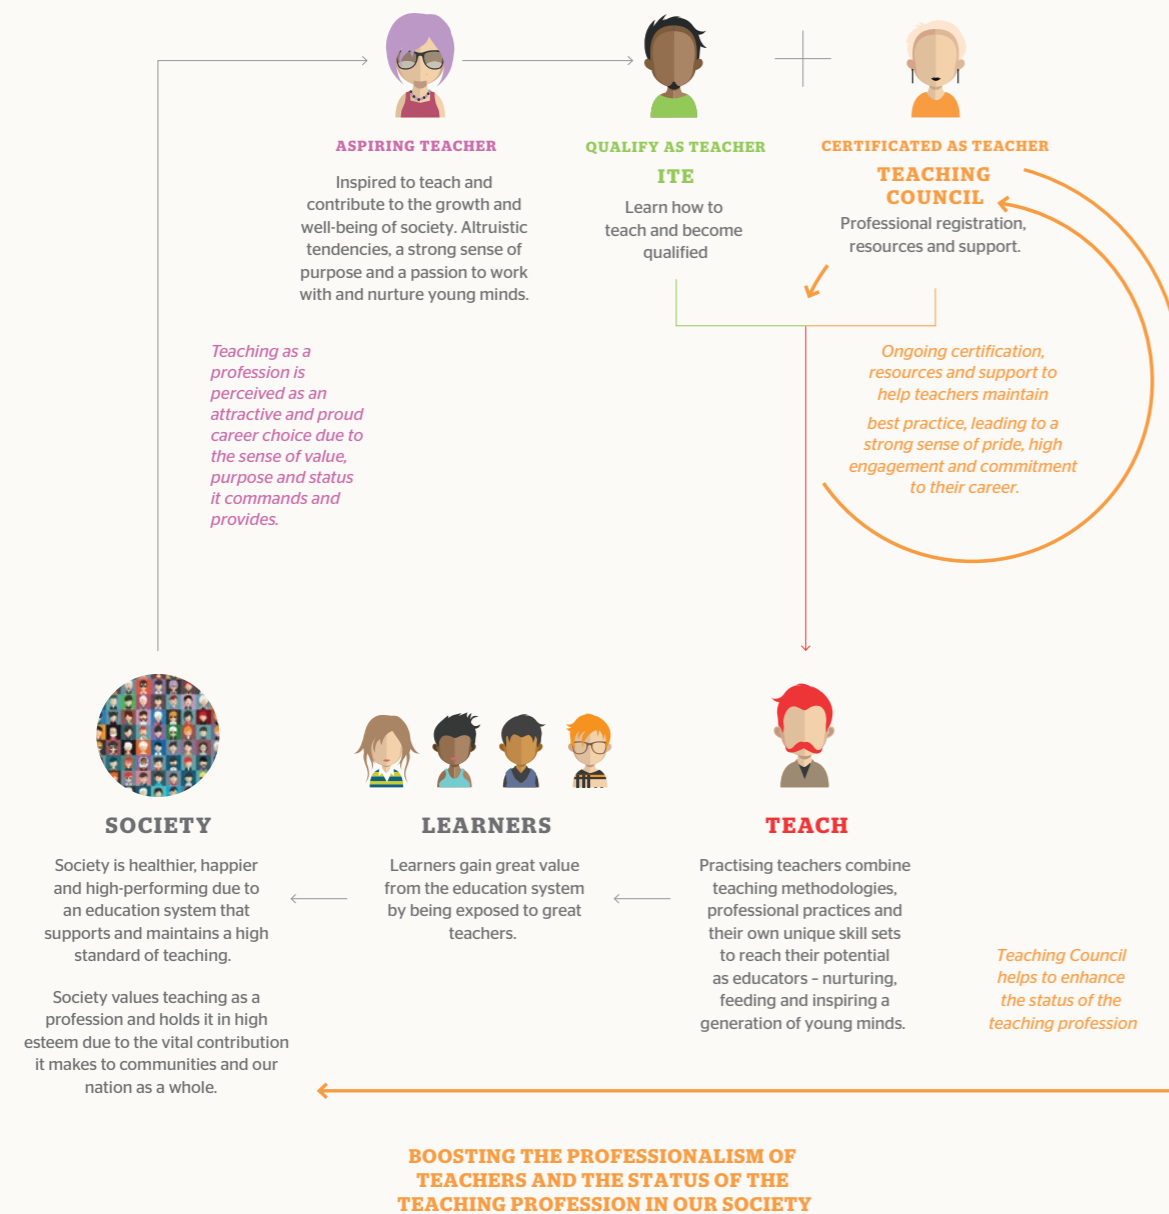 ASPIRING TEACHER
Inspired to teach and
contribute to the growth and
well-being of society. Altruistic
tendencies, a strong sense of
purpose and a passion to work
with and nurture young minds.
QUALIFY AS TEACHER
ITE
Learn how to
teach and become
qualified
CERTIFICATED AS TEACHER
TEACHING
COUNCIL
Professional registration,
resources and support.
Teaching as a
profession is
perceived as an
attractive and proud
career choice due to
the sense of value,
purpose and status
it commands and
provides.
Ongoing certification,
resources and support to
help teachers maintain
best practice, leading to a
strong sense of pride, high
engagement and commitment
to their career.
SOCIETY
Society is healthier, happier
and high-performing due to
an education system that
supports and maintains a high
standard of teaching.
Society values teaching as a
profession and holds it in high
esteem due to the vital contribution
it makes to communities and our
nation as a whole.
LEARNERS
Learners gain great value
from the education system
by being exposed to great
teachers.
TEACH
Practising teachers combine
teaching methodologies,
professional practices and
their own unique skill sets
to reach their potential
as educators – nurturing,
feeding and inspiring a
generation of young minds.
Teaching Council
helps to enhance
the status of the
teaching profession
BOOSTING THE PROFESSIONALISM OF
TEACHERS AND THE STATUS OF THE
TEACHING PROFESSION IN OUR SOCIETY